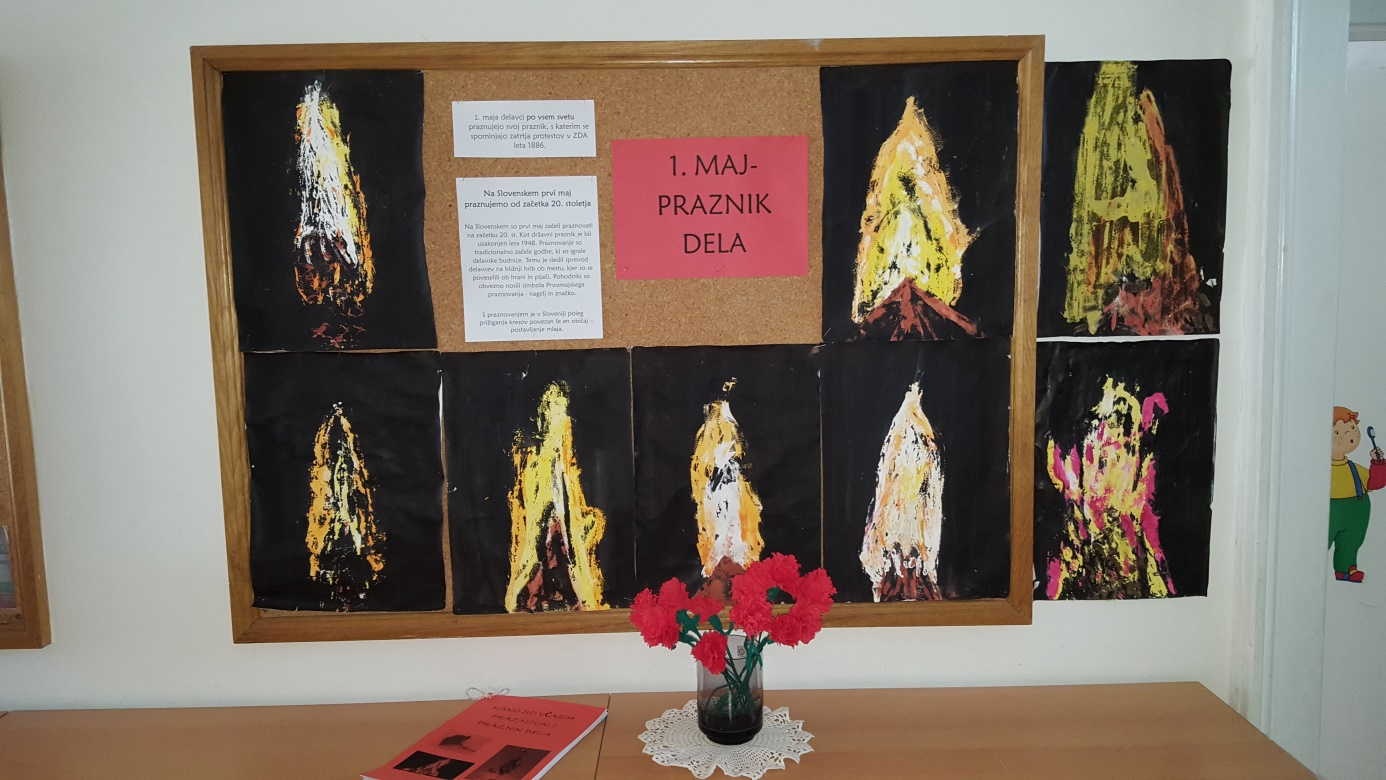 1. maja delavci po vsem svetu
praznujejo svoj praznik, s katerim se
spominjajo zatrtja protestov v ZDA
leta 1886.
Na Slovenskem prvi maj
praznujemo od začetka 20. stoletja
Na Slovenskem so prvi maj začeli praznovati
na začetku 20. st. Kot državni praznik je bil
uzakonjen leta 1948. Praznovanje so
tradicionalno začele godbe, ki so igrale
delavske budnice. Temu je sledil sprevod
delavcev na bližnji hrib ob mestu, kjer so se
poveselili ob hrani in pijači. Pohodniki so
obvezno nosili simbola Prvomajskega
praznovanja - nagelj in značko.
S praznovanjem je v Sloveniji poleg
prižiganja kresov povezan še en običaj –
postavljanje mlaja.
1. MAJ-
PRAZNIK
DELA
KAKO SO VČASIH
PRAZNOVALI
PRAZNIK DELA